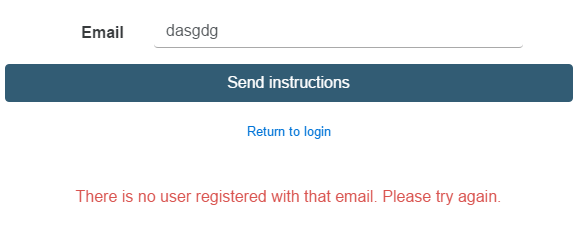 Email dasgdg
Send instructions
Return to login
There is no user registered with that email. Please try again.